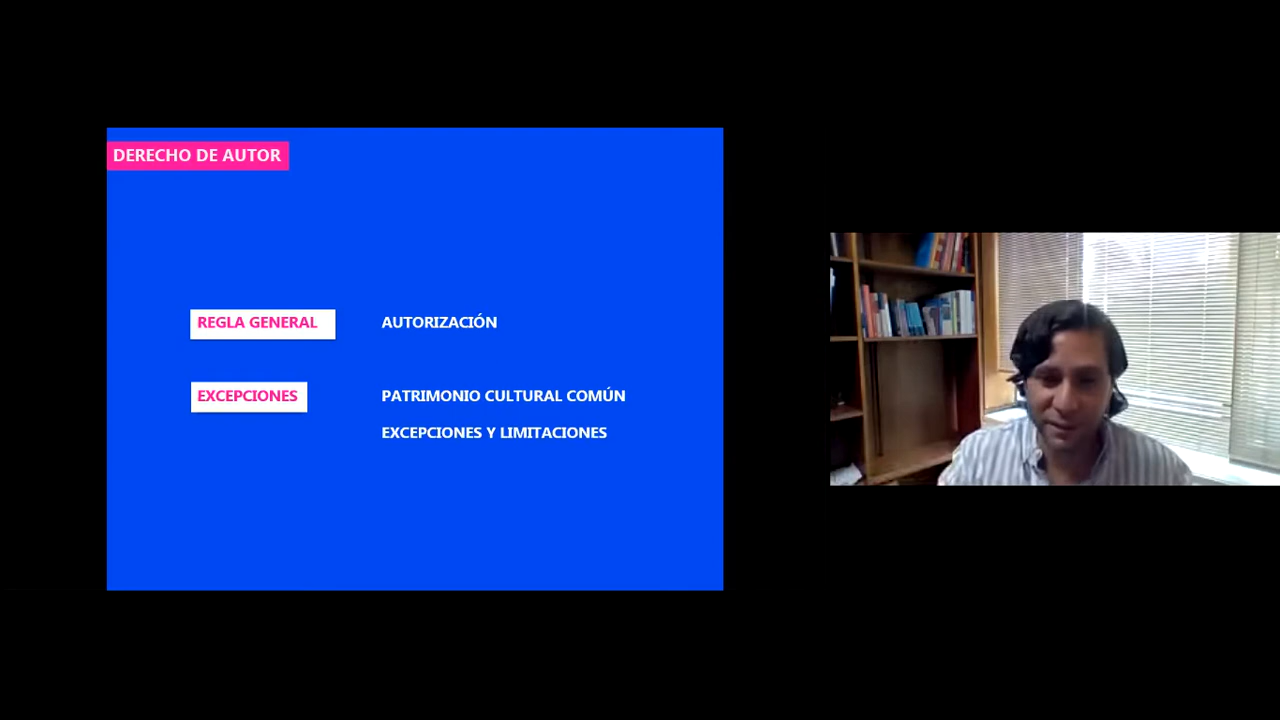 DERECHO DE AUTOR
REGLA GENERAL AUTORIZACIÓN
EXCEPCIONES PATRIMONIO CULTURAL COMÚN
EXCEPCIONES Y LIMITACIONES